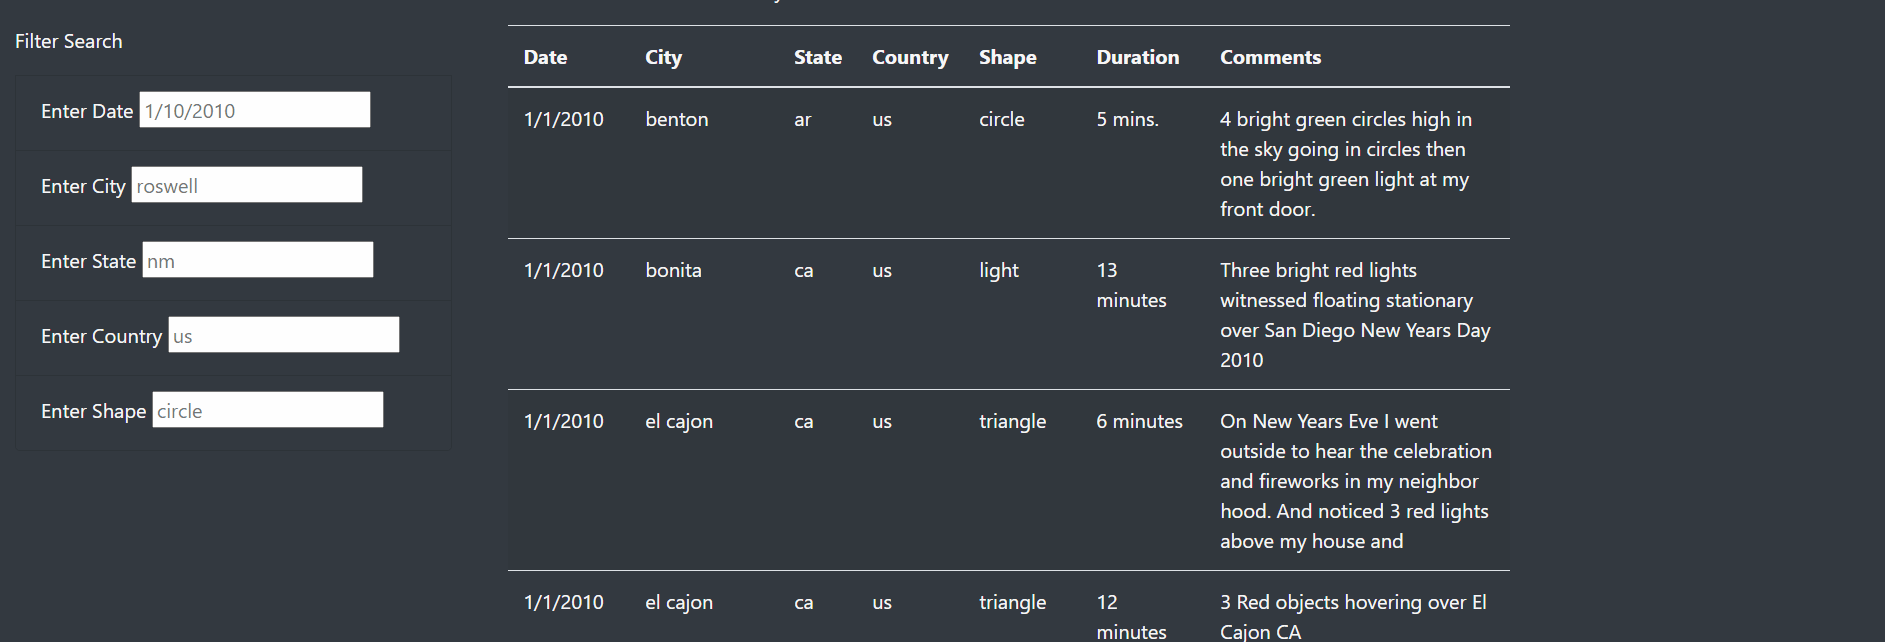 Filter Search
Enter Date 1/10/2010
Enter City roswell
Enter State nm
Enter Country us
Enter Shape circle
Date City State Country Shape Duration Comments
1/1/2010 benton ar us circle 5 mins. 4 bright green circles high in
the sky going in circles then
one bright green light at my
front door.
1/1/2010 bonita ca us light 13 Three bright red lights
minutes witnessed floating stationary
over San Diego New Years Day
2010
1/1/2010 el cajon ca us triangle 6 minutes On New Years Eve I went
outside to hear the celebration
and fireworks in my neighbor
hood. And noticed 3 red lights
above my house and
1/1/2010 el cajon ca us triangle 12 3 Red objects hovering over El
minutes Cajon CA